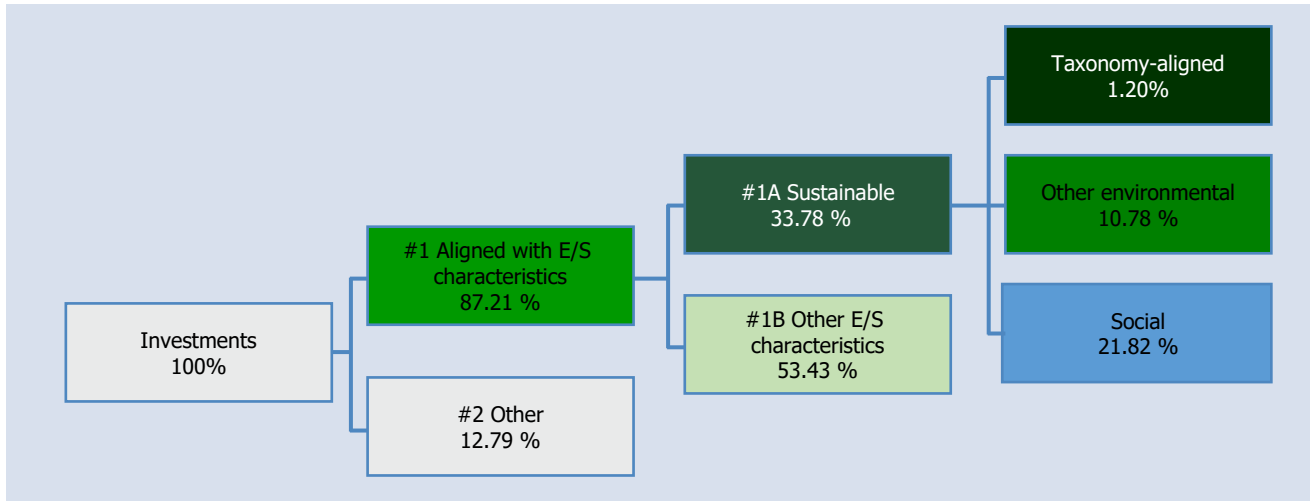 Investments
100%
#1 Aligned with E/S
characteristics
87.21 %
#2 Other
12.79 %
#1A Sustainable
33.78 %
#1B Other E/S
characteristics
53.43 %
Taxonomy-aligned
1.20%
Other environmental
10.78 %
Social
21.82 %